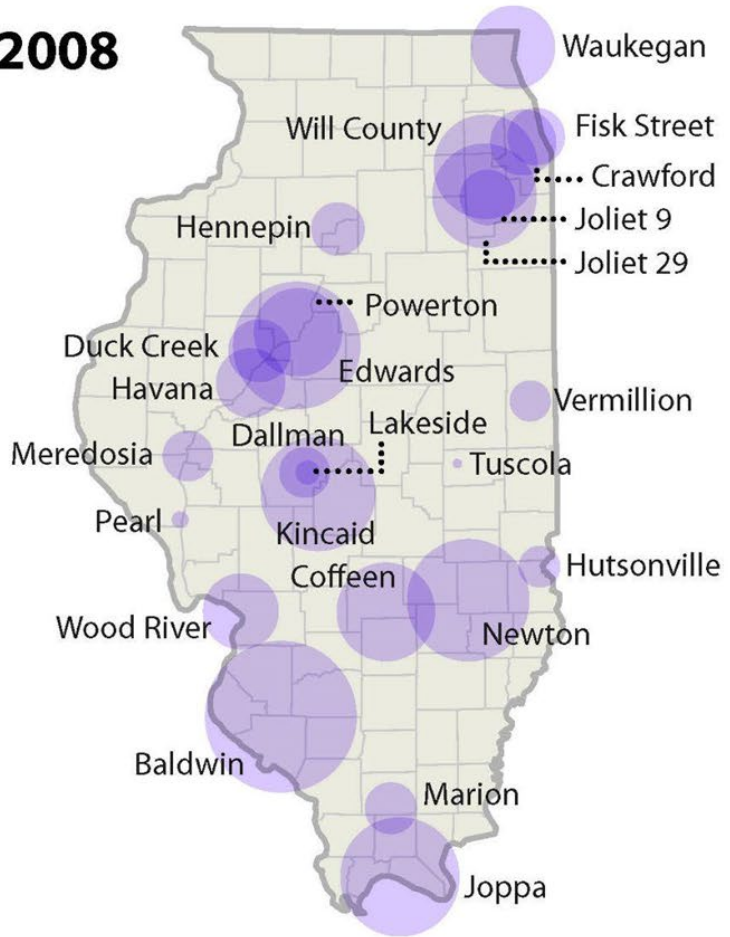 2008
Waukegan
Will County
Fisk Street
Crawford
Joliet 9
Hennepin
Joliet 29
Powerton
Duck Creek
Edwards
Havana
Vermillion
Dallman
Lakeside
Meredosia
Tuscola
Pearl
Kincaid
Coffeen
Hutsonville
Wood River
Newton
Baldwin
Marion
Joppa